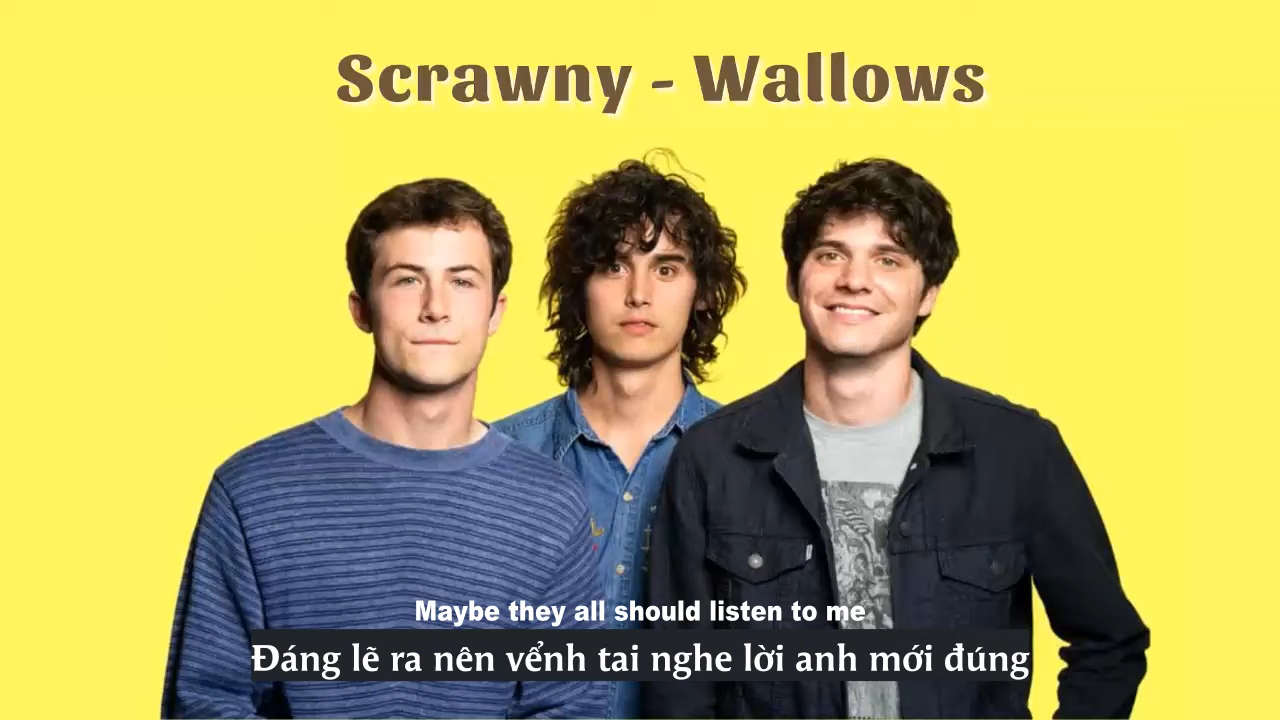 Scrawny - Wallows
Maybe they all should listen to me
Đáng lẽ ra nên vểnh tai nghe lời anh mới đúng